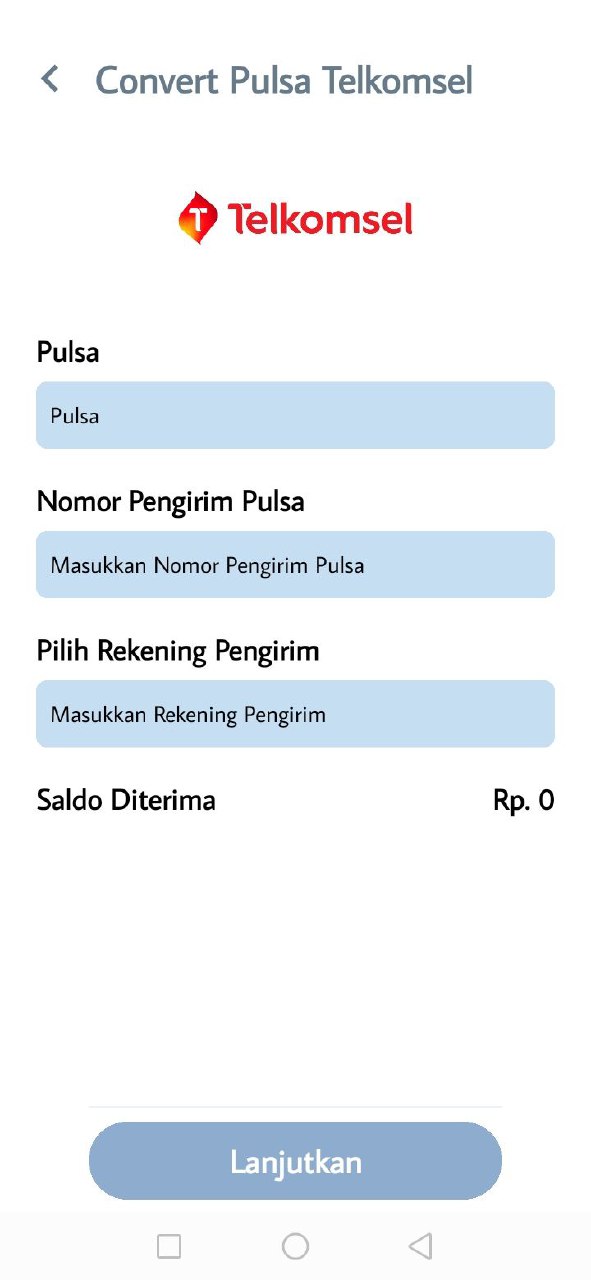 Convert Pulsa Telkomsel
Telkomsel
Pulsa
Pulsa
Nomor Pengirim Pulsa
Masukkan Nomor Pengirim Pulsa
Pilih Rekening Pengirim
Masukkan Rekening Pengirim
Saldo Diterima Rp. 0
Lanjutkan